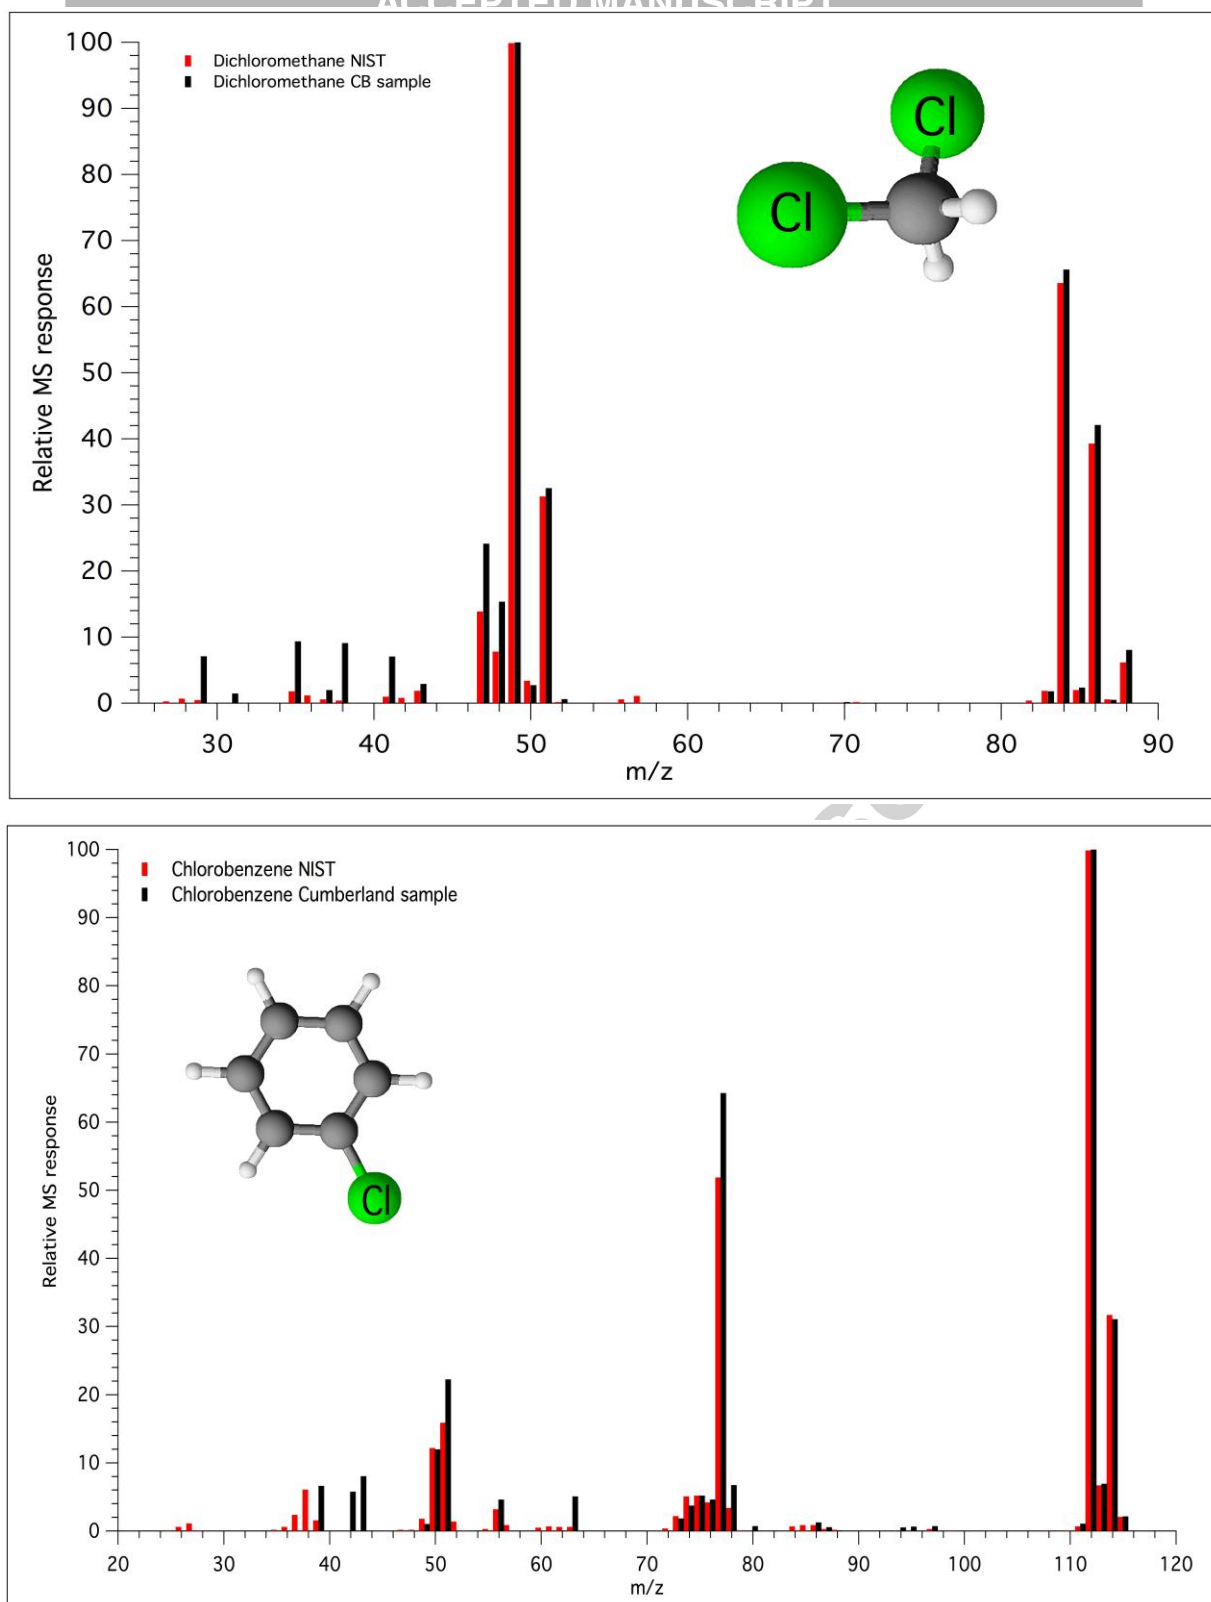 ACCEPTED MANUSCRIPT
100
Dichloromethane NIST
Dichloromethane CB sample
90
80
70
60
50
40
30
20
10
0
Relative MS response
Cl
Cl
30 40 50 60 70 80 90
m/z
100
Chlorobenzene NIST
Chlorobenzene Cumberland sample
90
80
70
60
50
40
30
20
10
0
Relative MS response
Cl
20 30 40 50 60 70 80 90 100 110 120
m/z